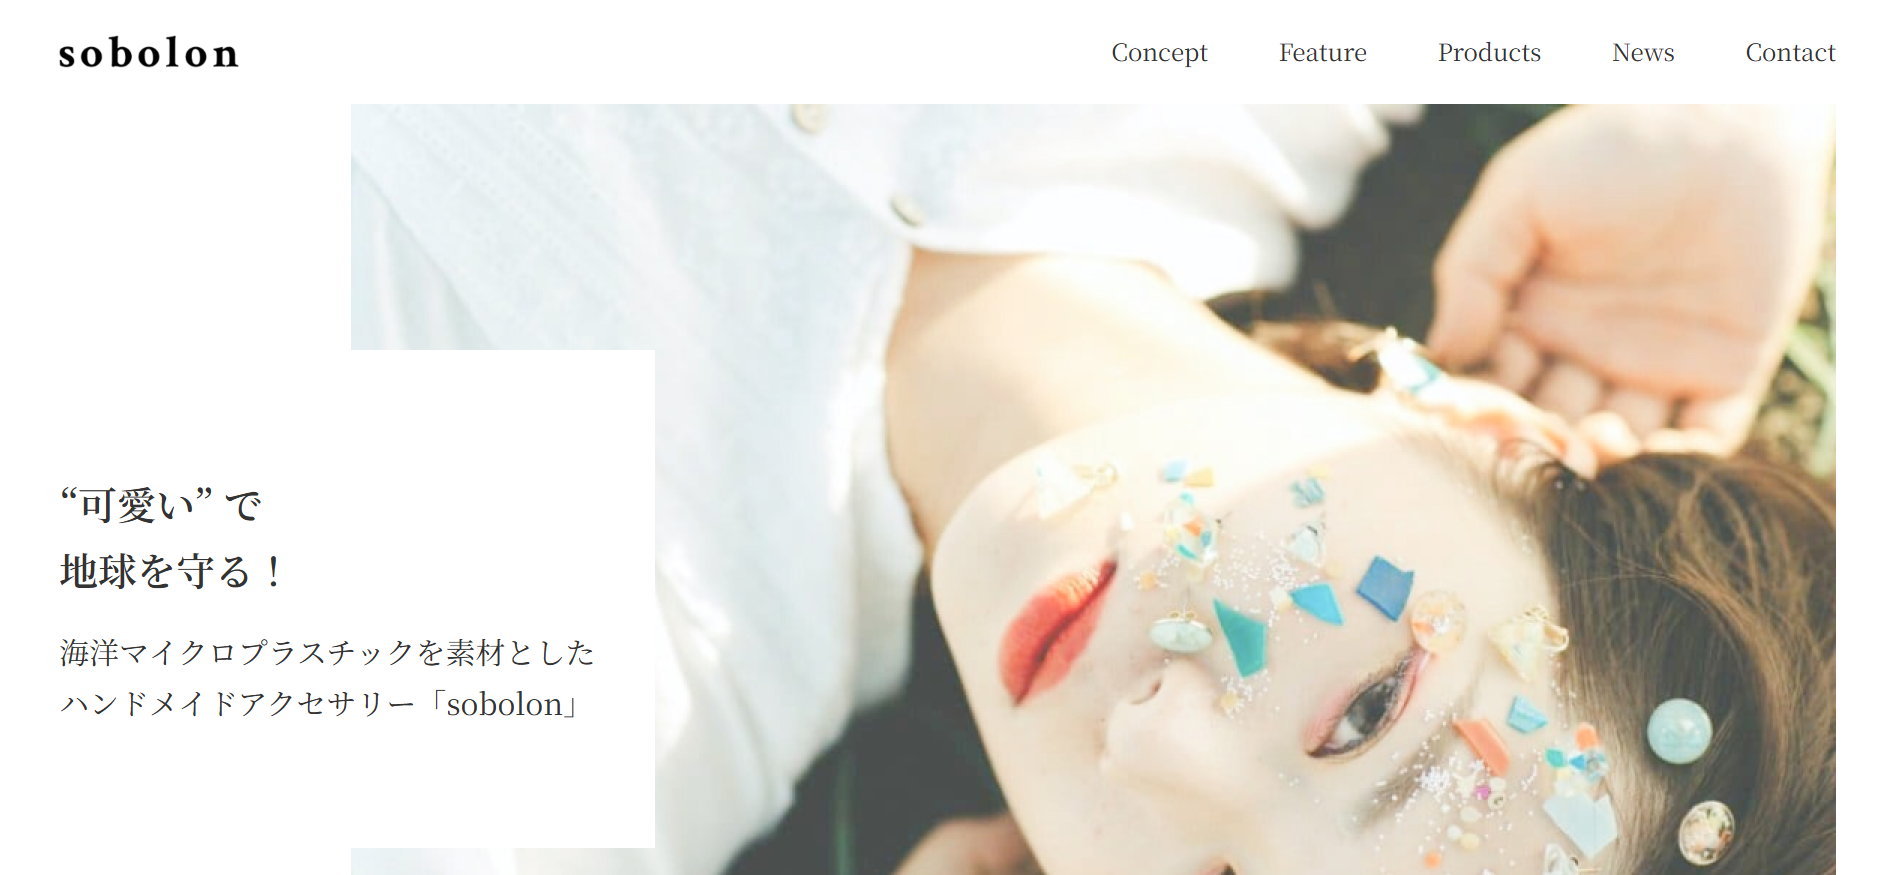 sobolon
Concept Feature Products News Contact
“可愛い” で
地球を守る！
海洋マイクロプラスチックを素材とした
ハンドメイドアクセサリー「sobolon」